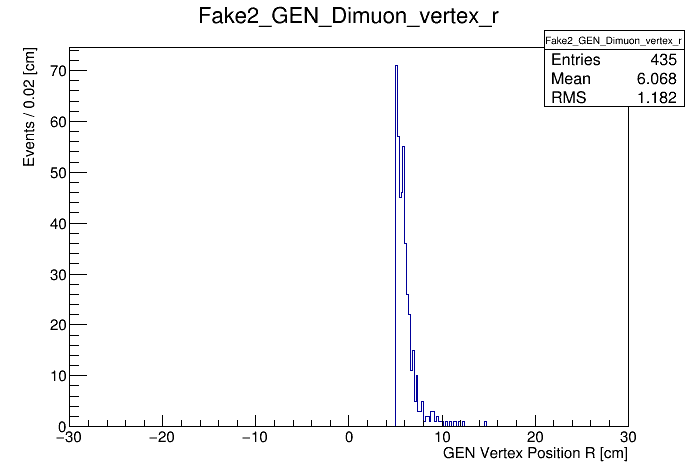 Fake2_GEN_Dimuon_vertex_r
Fake2_GEN_Dimuon_vertex_r
Entries 435
Mean 6.068
RMS 1.182
Events / 0.02 [cm]
70
60
50
40
30
20
10
0
−30 −20 −10 0 10 20 30
GEN Vertex Position R [cm]